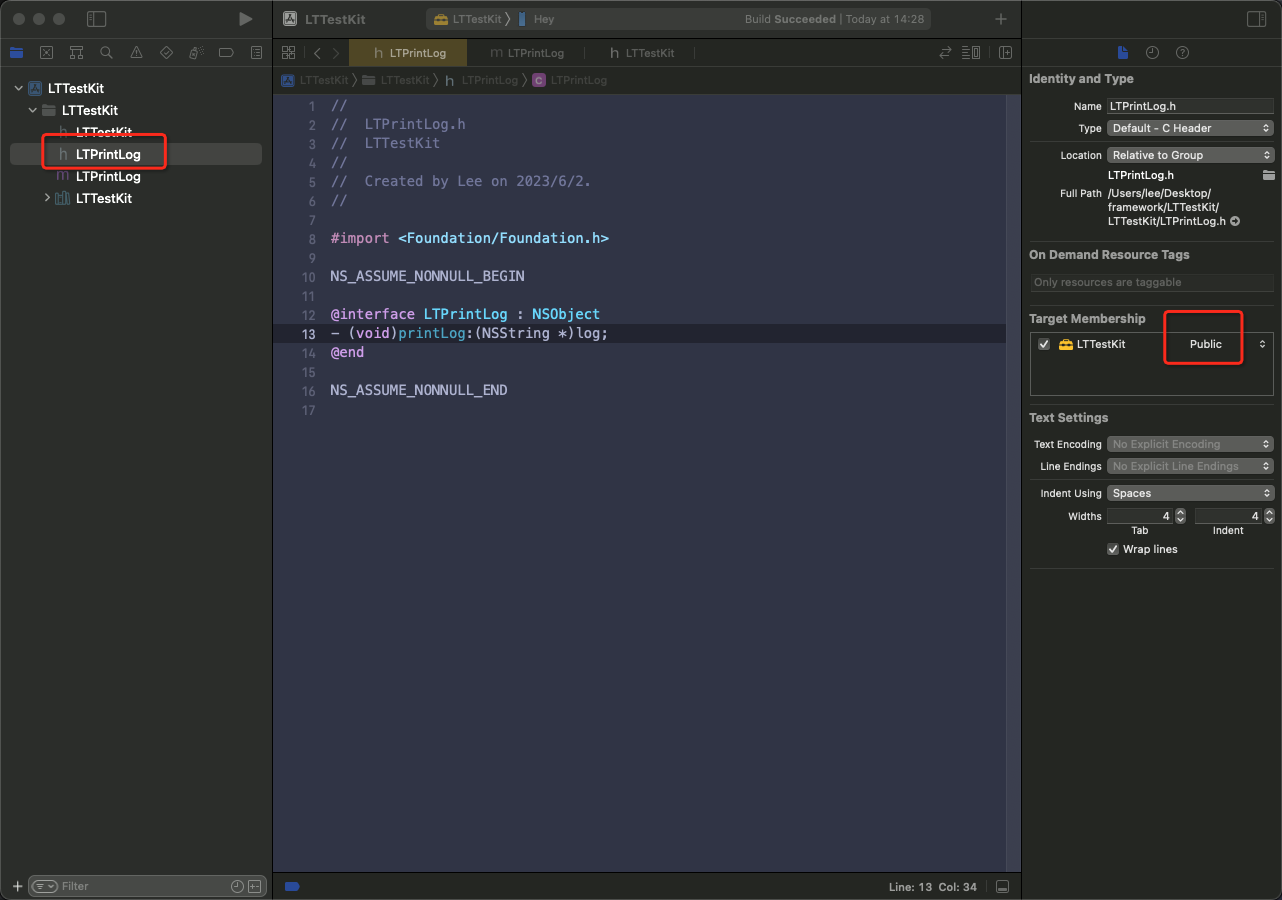 LTTestKit
LTTestKit 〉 Hey
Build Succeeded | Today at 14:28
h LTPrintLog
m LTPrintLog
h LTTestKit
LTTestKit 〉 LTTestKit 〉 h LTPrintLog 〉 C LTPrintLog
LTTestKit
LTTestKit
h LTTestKit
h LTPrintLog
m LTPrintLog
LTTestKit
Filter
1 //
2 //  LTPrintLog.h
3 //  LTTestKit
4 //
5 //  Created by Lee on 2023/6/2.
6 //
7
8 #import <Foundation/Foundation.h>
9
10 NS_ASSUME_NONNULL_BEGIN
11
12 @interface LTPrintLog : NSObject
13 - (void)printLog:(NSString *)log;
14 @end
15
16 NS_ASSUME_NONNULL_END
17
Line: 13 Col: 34
Identity and Type
Name LTPrintLog.h
Type Default - C Header
Location Relative to Group
LTPrintLog.h
Full Path /Users/lee/Desktop/
framework/LTTestKit/
LTTestKit/LTPrintLog.h
On Demand Resource Tags
Only resources are taggable
Target Membership
LTTestKit Public
Text Settings
Text Encoding No Explicit Encoding
Line Endings No Explicit Line Endings
Indent Using Spaces
Widths 4 4
Tab Indent
Wrap lines